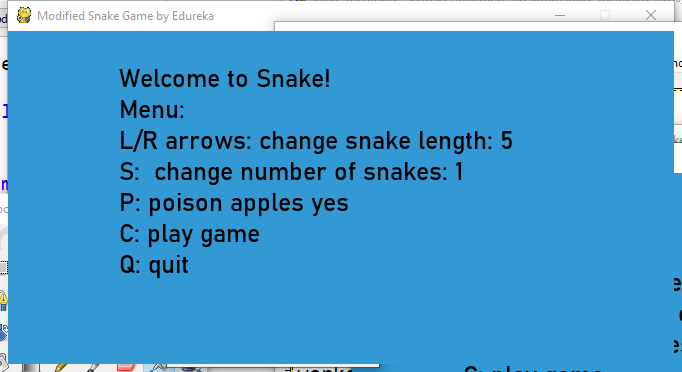 Modified Snake Game by Edureka
Welcome to Snake!
Menu:
L/R arrows: change snake length: 5
S:  change number of snakes: 1
P: poison apples yes
C: play game
Q: quit